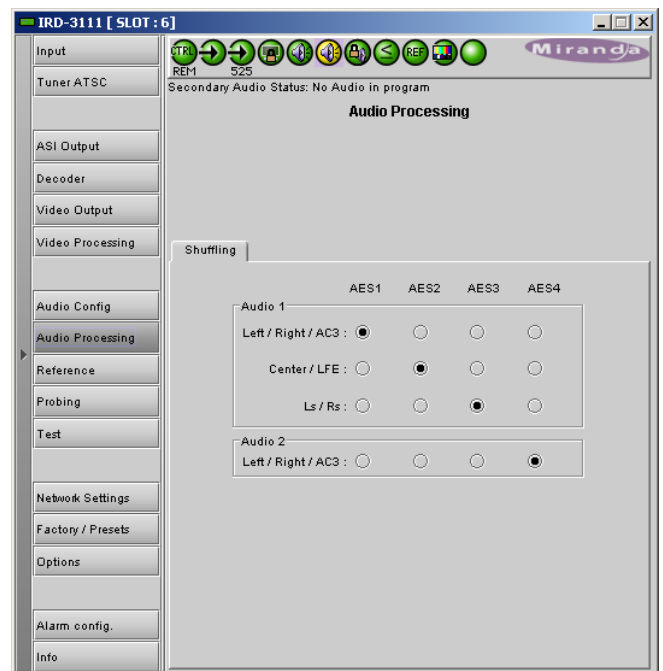 IRD-3111 [ SLOT : 6]
Input
Tuner ATSC
ASI Output
Decoder
Video Output
Video Processing
Audio Config
Audio Processing
Reference
Probing
Test
Network Settings
Factory / Presets
Options
Alarm config.
Info
CTRL REF Miranda
REM 525
Secondary Audio Status: No Audio in program
Audio Processing
Shuffling
AES1 AES2 AES3 AES4
Audio 1
Left / Right / AC3 :
Center / LFE :
Ls / Rs :
Audio 2
Left / Right / AC3 :